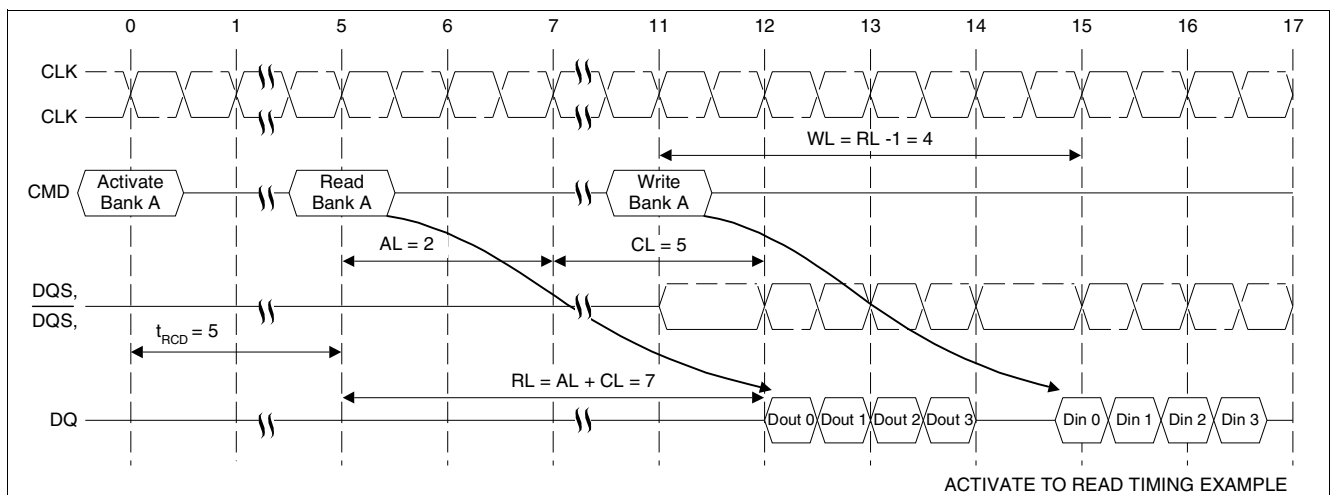 0 1 5 6 7 11 12 13 14 15 16 17
CLK
CLK
WL = RL -1 = 4
CMD
Activate
Bank A
Read
Bank A
Write
Bank A
AL = 2
CL = 5
DQS,
DQS,
tRCD = 5
RL = AL + CL = 7
DQ
Dout 0 Dout 1 Dout 2 Dout 3 Din 0 Din 1 Din 2 Din 3
ACTIVATE TO READ TIMING EXAMPLE